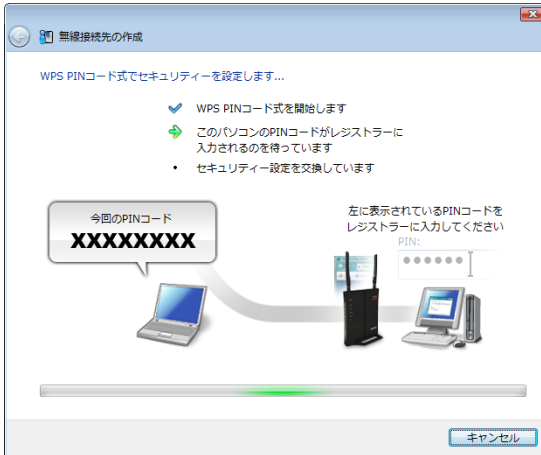 無線接続先の作成
WPS PINコード式でセキュリティーを設定します...
WPS PINコード式を開始します
このパソコンのPINコードがレジストラーに
入力されるのを待っています
・ セキュリティー設定を交換しています
今回のPINコード
XXXXXXXX
左に表示されているPINコードを
レジストラーに入力してください
PIN:
●●●●●●
キャンセル